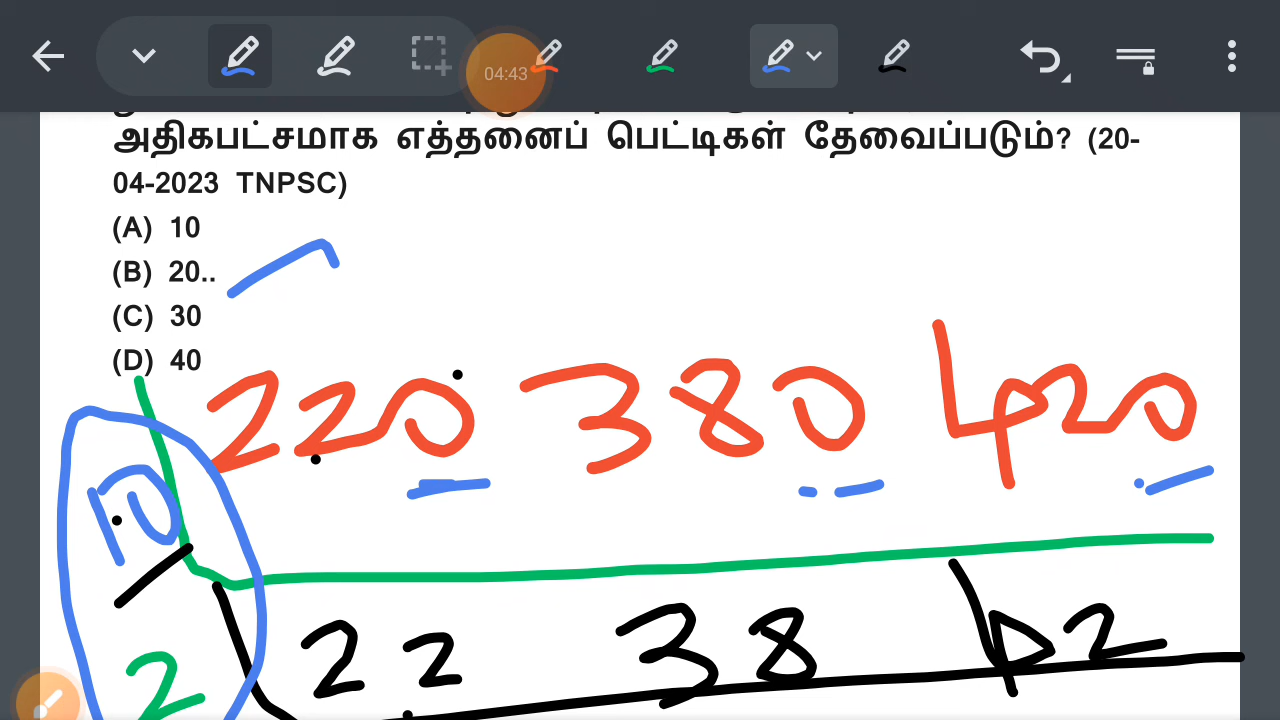 04:43
அதிகபட்சமாக எத்தனைப் பெட்டிகள் தேவைப்படும்? (20-
04-2023 TNPSC)
(A) 10
(B) 20..
(C) 30
(D) 40
220 380 420
10
22 38 42
2